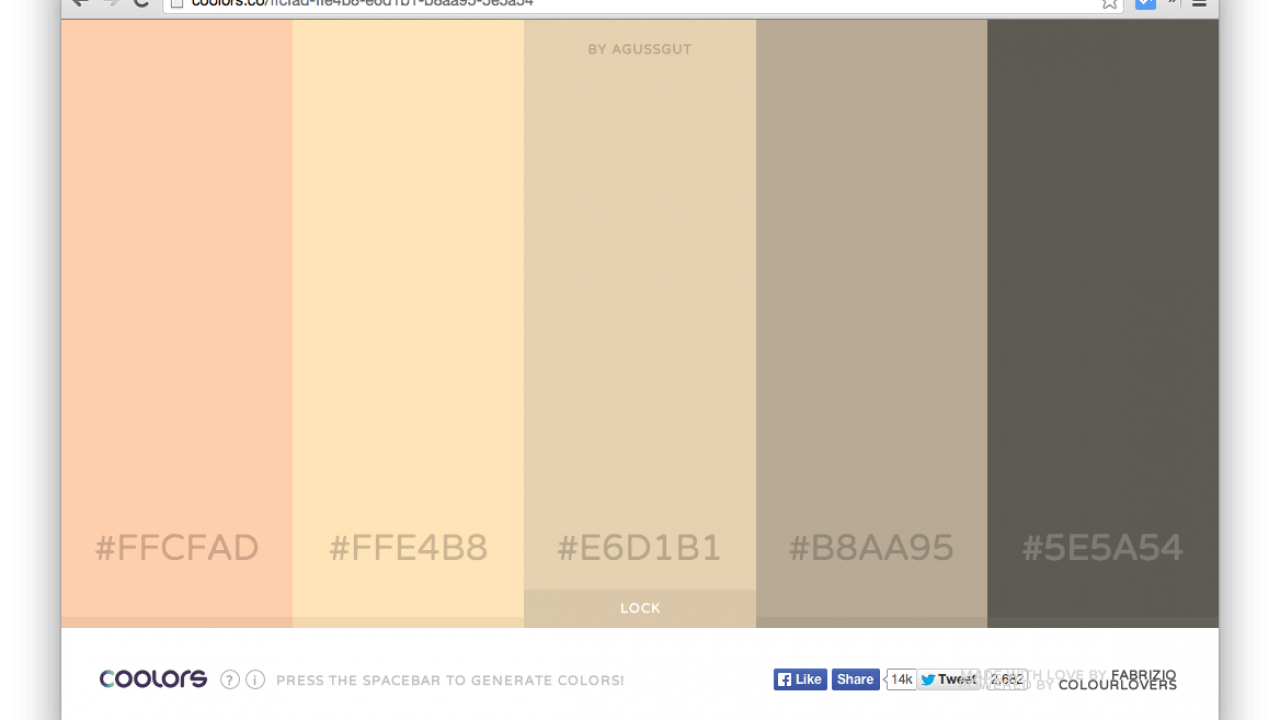 coolors.co/ffcfad-ffe4b8-e6d1b1-b8aa95-5e5a54
BY AGUSSGUT
#FFCFAD #FFE4B8 #E6D1B1 #B8AA95 #5E5A54
LOCK
COOLORS ? i PRESS THE SPACEBAR TO GENERATE COLORS!
Like Share 14k Tweet 2,662 MADE WITH LOVE BY FABRIZIO
POWERED BY COLOURLOVERS